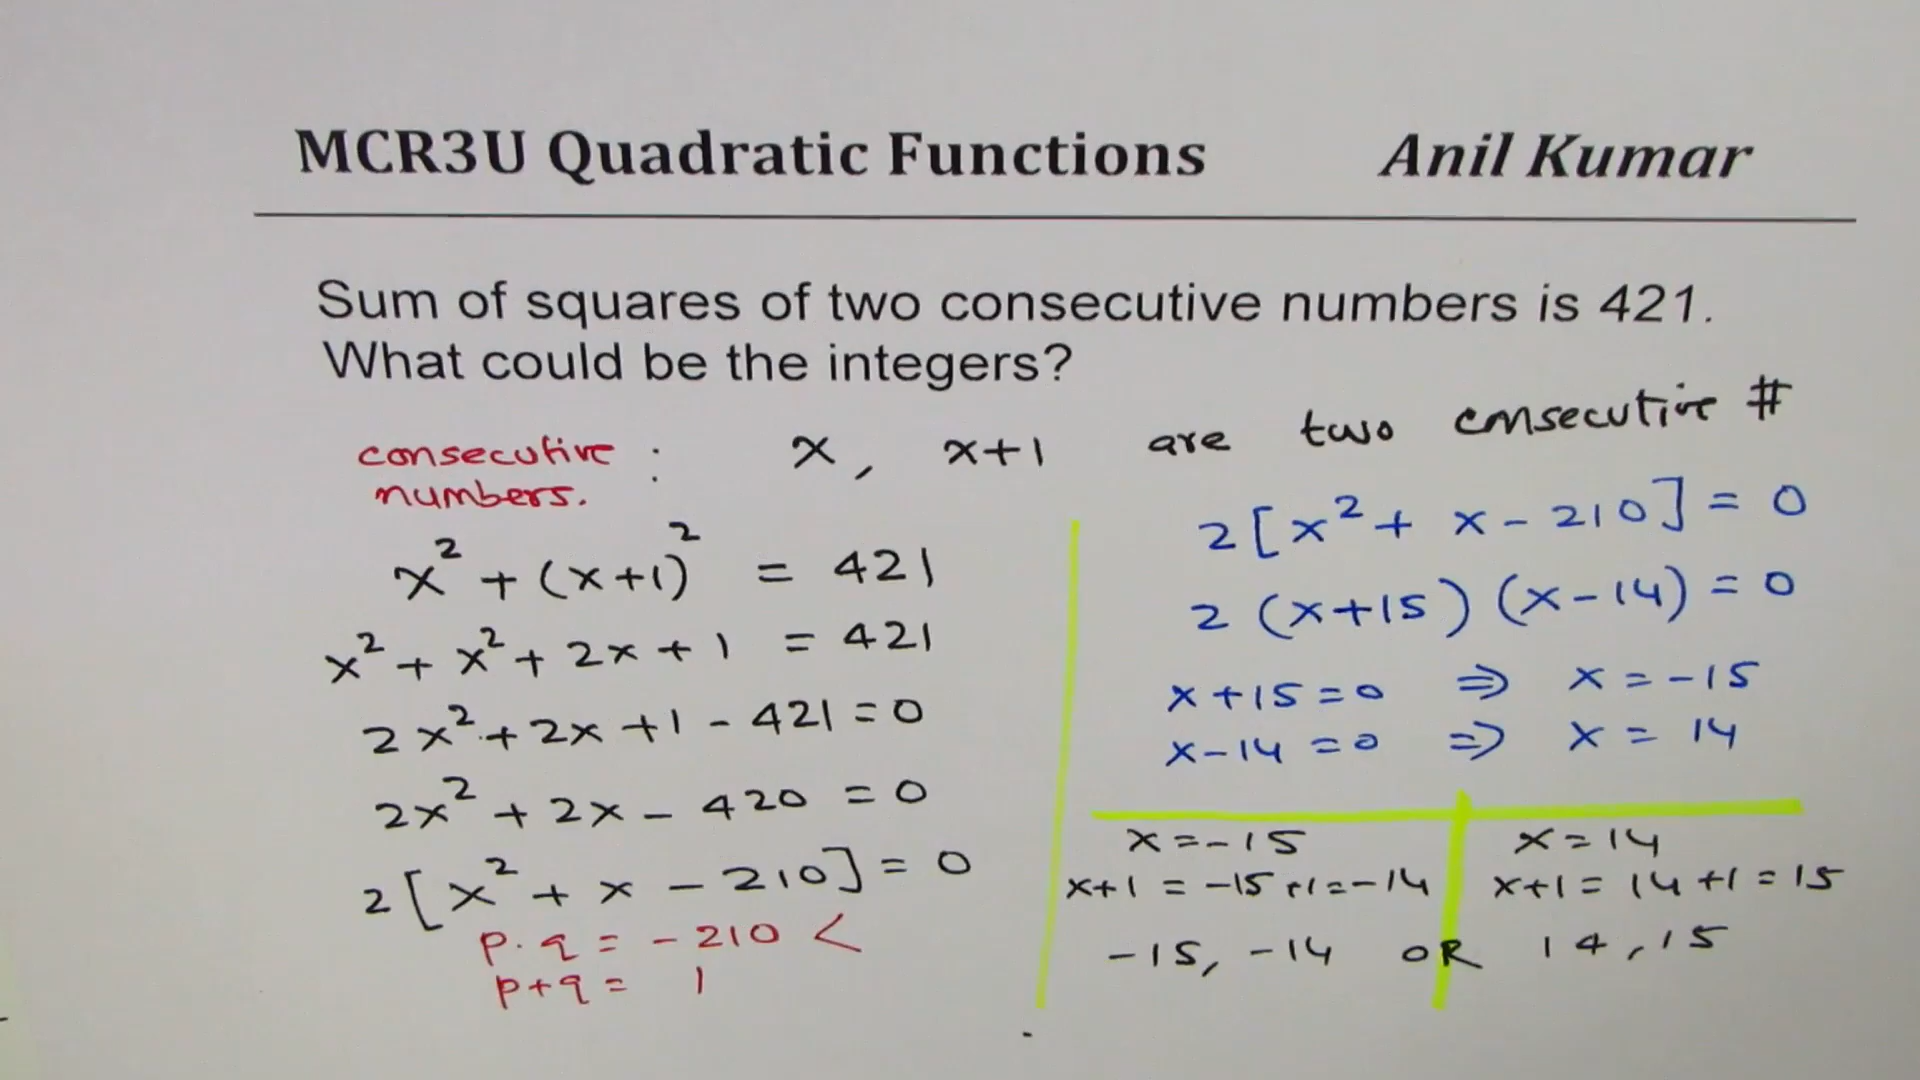 MCR3U Quadratic Functions Anil Kumar
Sum of squares of two consecutive numbers is 421.
What could be the integers?
consecutive numbers. : x, x+1 are two consecutive #
x² + (x+1)² = 421
x² + x² + 2x + 1 = 421
2x² + 2x + 1 - 421 = 0
2x² + 2x - 420 = 0
2[x² + x - 210] = 0
p.q = -210 <
p+q = 1
2[x² + x - 210] = 0
2 (x+15) (x-14) = 0
x+15=0 ⇒ x = -15
x-14=0 ⇒ x = 14
x = -15
x+1 = -15+1=-14
x=14
x+1= 14+1=15
-15, -14 OR 14, 15